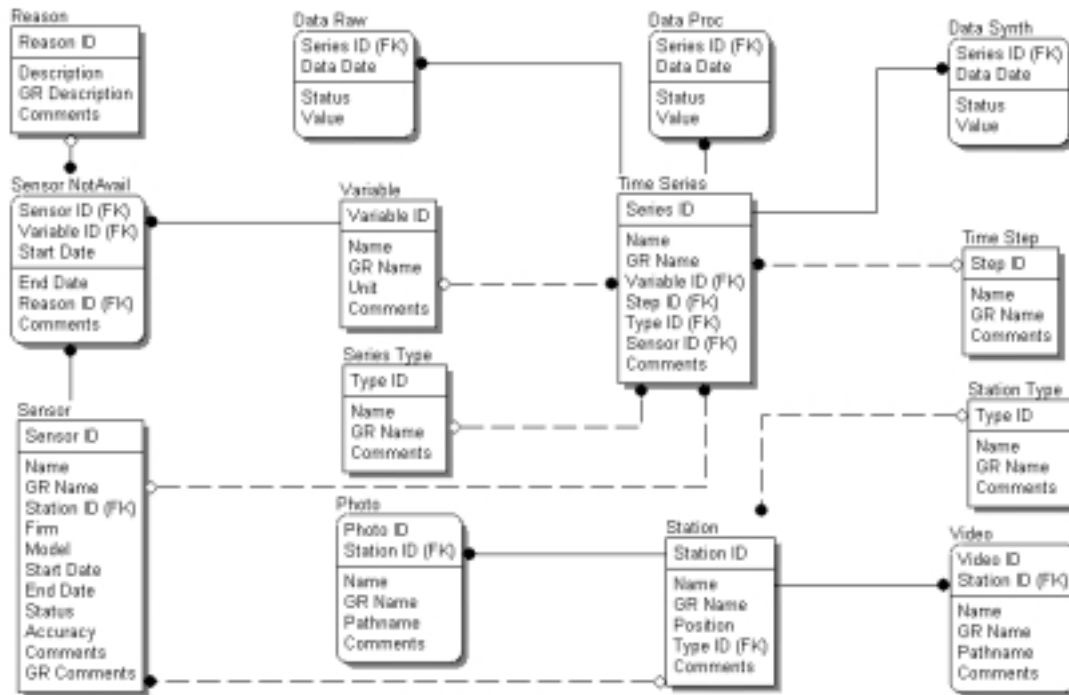 Reason
Reason ID
Description
GR Description
Comments
Data Raw
Series ID (FK)
Data Date
Status
Value
Data Proc
Series ID (FK)
Data Date
Status
Value
Data Synth
Series ID (FK)
Data Date
Status
Value
Sensor NotAvail
Sensor ID (FK)
Variable ID (FK)
Start Date
End Date
Reason ID (FK)
Comments
Variable
Variable ID
Name
GR Name
Unit
Comments
Time Series
Series ID
Name
GR Name
Variable ID (FK)
Step ID (FK)
Type ID (FK)
Sensor ID (FK)
Comments
Time Step
Step ID
Name
GR Name
Comments
Series Type
Type ID
Name
GR Name
Comments
Station Type
Type ID
Name
GR Name
Comments
Sensor
Sensor ID
Name
GR Name
Station ID (FK)
Firm
Model
Start Date
End Date
Status
Accuracy
Comments
GR Comments
Photo
Photo ID
Station ID (FK)
Name
GR Name
Pathname
Comments
Station
Station ID
Name
GR Name
Position
Type ID (FK)
Comments
Video
Video ID
Station ID (FK)
Name
GR Name
Pathname
Comments